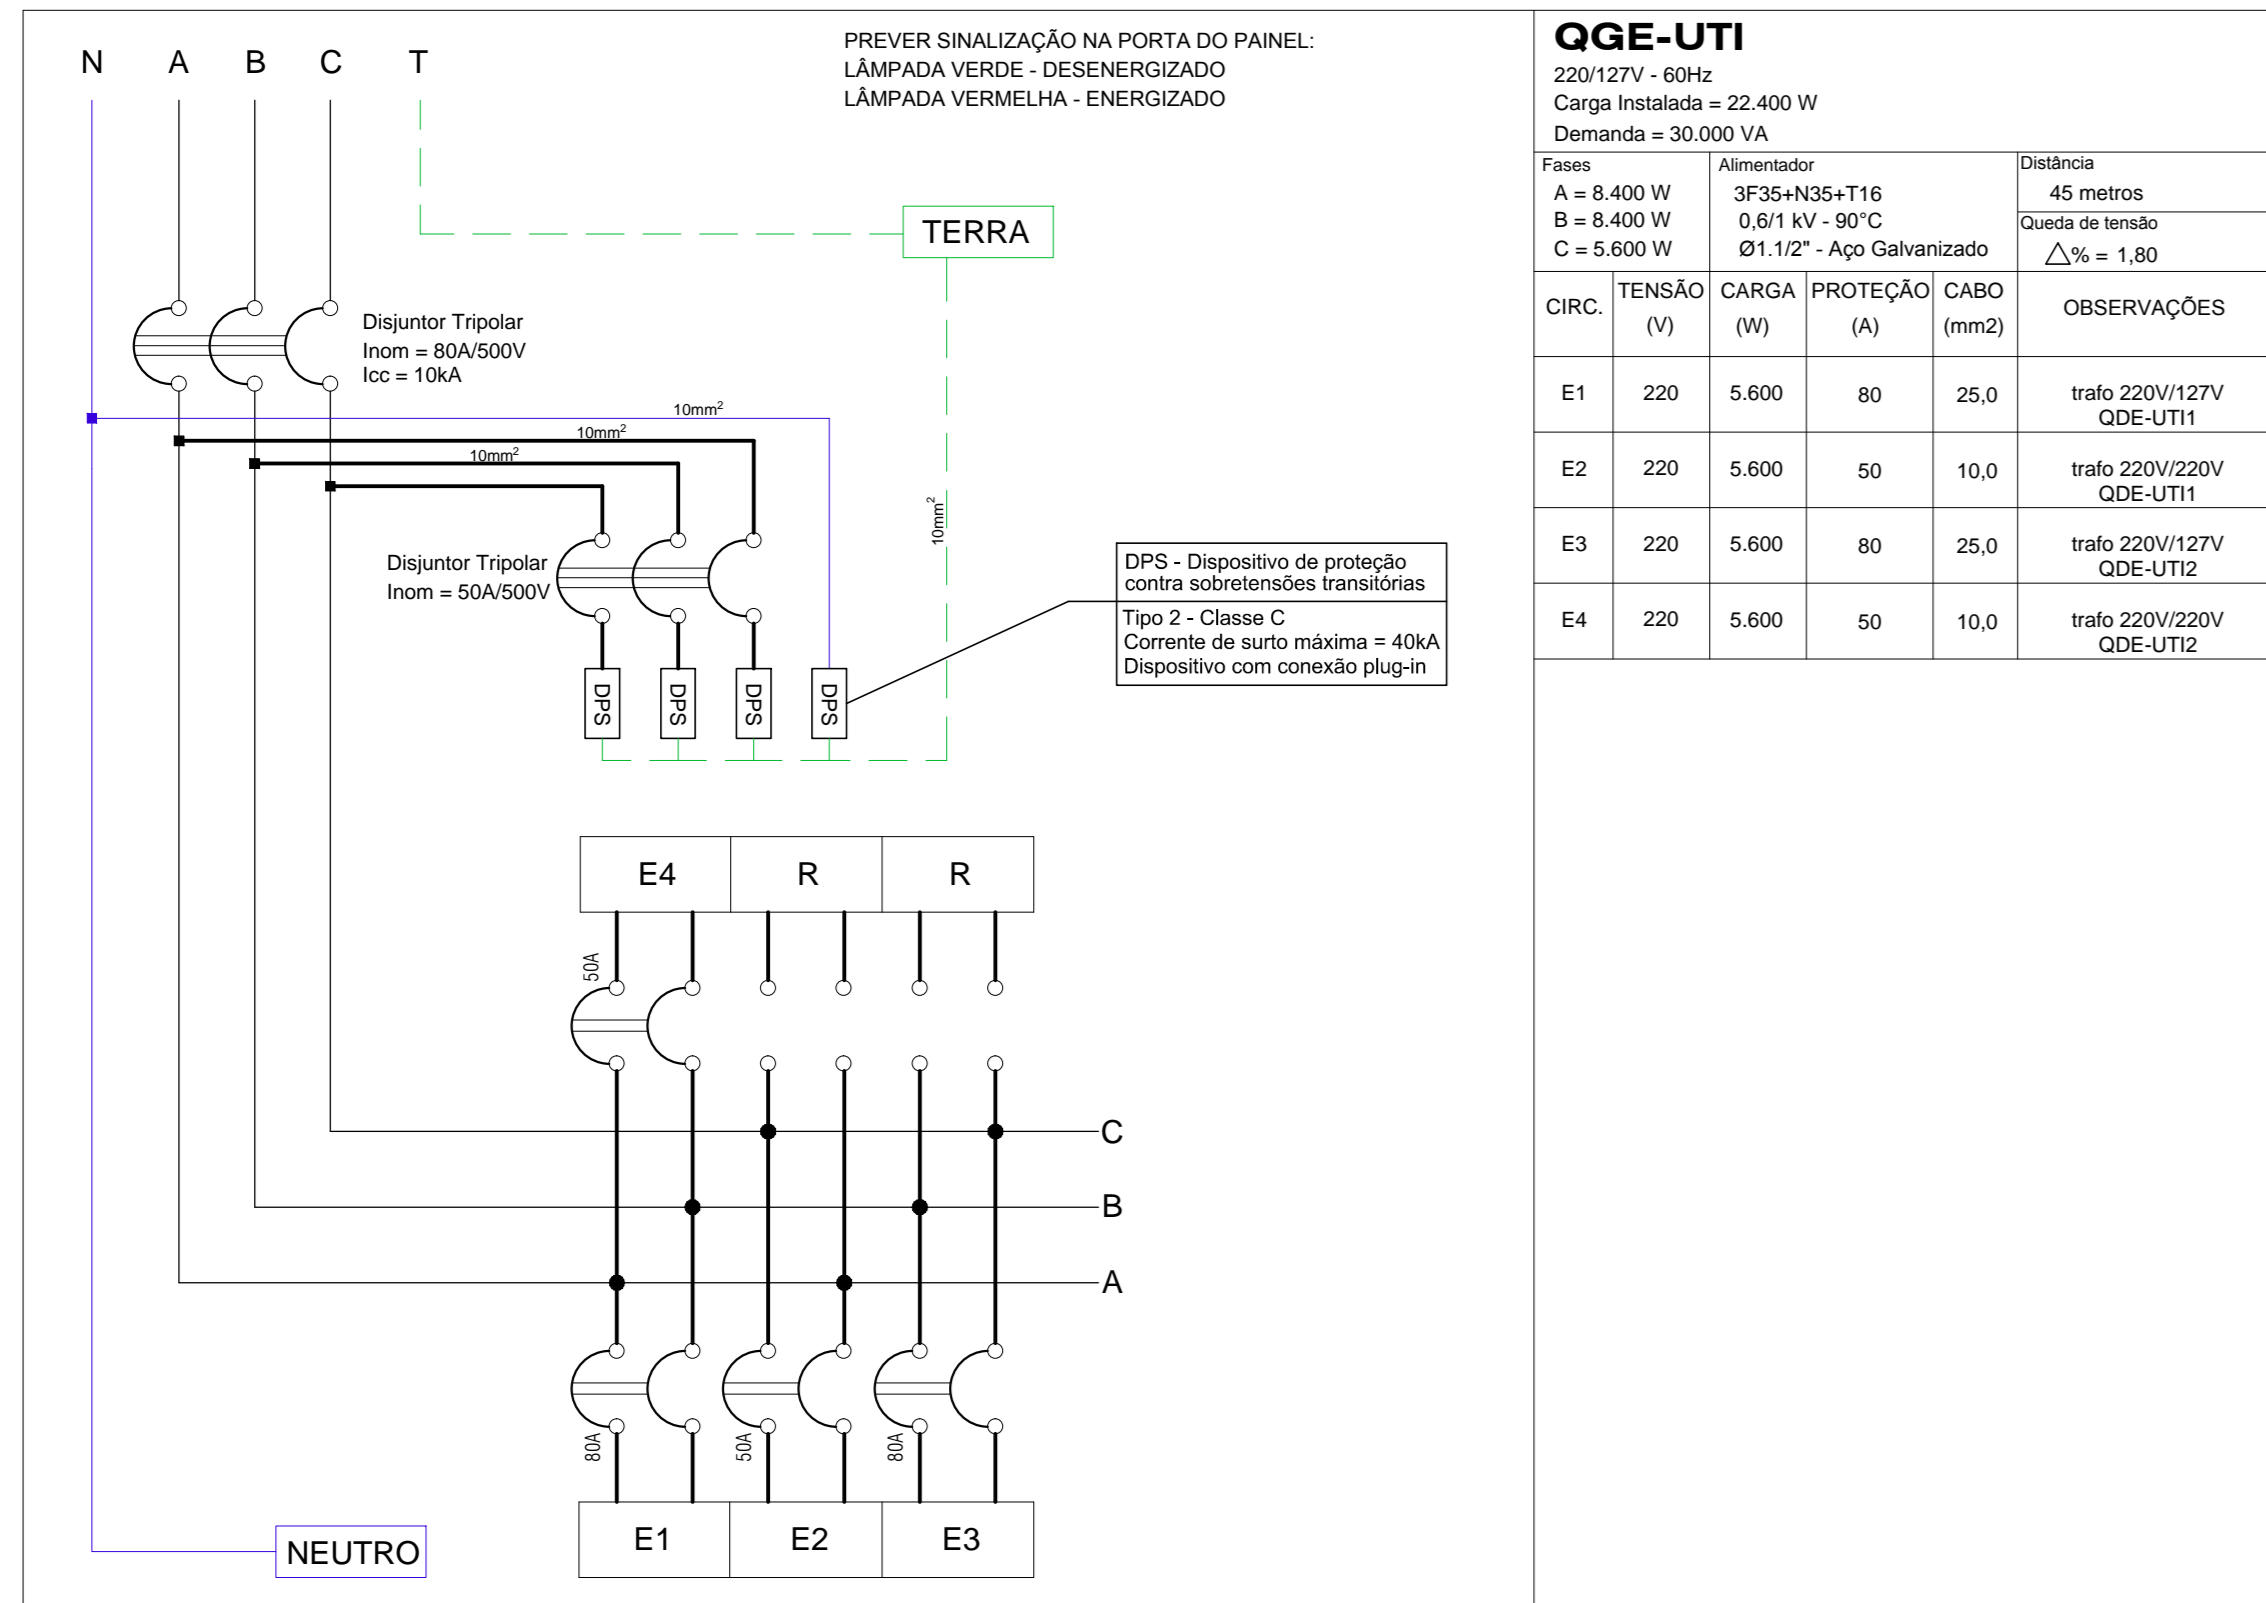 N A B C T
PREVER SINALIZAÇÃO NA PORTA DO PAINEL:
LÂMPADA VERDE - DESENERGIZADO
LÂMPADA VERMELHA - ENERGIZADO
TERRA
Disjuntor Tripolar
Inom = 80A/500V
Icc = 10kA
10mm²
10mm²
10mm²
10mm²
Disjuntor Tripolar
Inom = 50A/500V
DPS - Dispositivo de proteção
contra sobretensões transitórias
Tipo 2 - Classe C
Corrente de surto máxima = 40kA
Dispositivo com conexão plug-in
DPS DPS DPS DPS
E4 R R
50A
C
B
A
80A 50A 80A
E1 E2 E3
NEUTRO
QGE-UTI
220/127V - 60Hz
Carga Instalada = 22.400 W
Demanda = 30.000 VA
Fases
A = 8.400 W
B = 8.400 W
C = 5.600 W
Alimentador
3F35+N35+T16
0,6/1 kV - 90°C
Ø1.1/2" - Aço Galvanizado
Distância
45 metros
Queda de tensão
△% = 1,80
CIRC. TENSÃO (V) CARGA (W) PROTEÇÃO (A) CABO (mm2) OBSERVAÇÕES
E1 220 5.600 80 25,0 trafo 220V/127V
QDE-UTI1
E2 220 5.600 50 10,0 trafo 220V/220V
QDE-UTI1
E3 220 5.600 80 25,0 trafo 220V/127V
QDE-UTI2
E4 220 5.600 50 10,0 trafo 220V/220V
QDE-UTI2